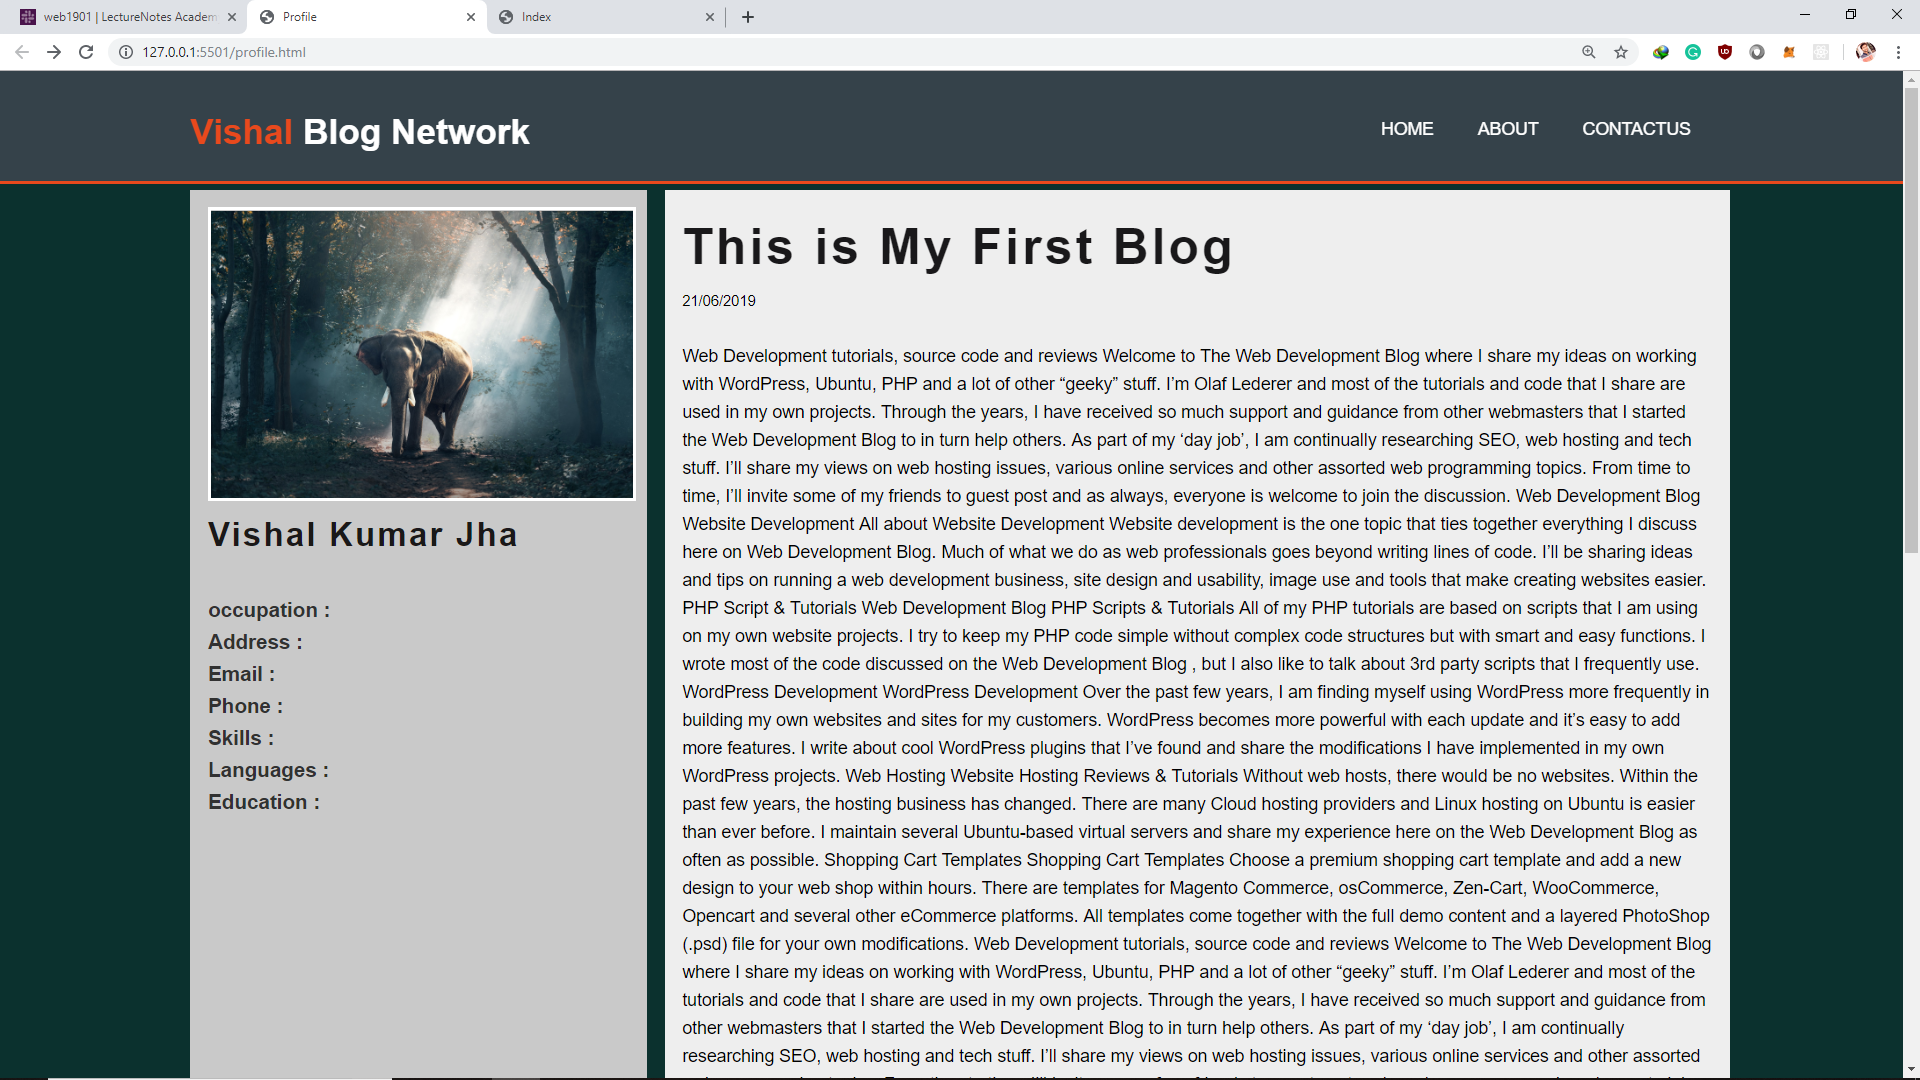 web1901 | LectureNotes Academ
Profile
Index
127.0.0.1:5501/profile.html
Vishal Blog Network
HOME ABOUT CONTACTUS
Vishal Kumar Jha
occupation :
Address :
Email :
Phone :
Skills :
Languages :
Education :
This is My First Blog
21/06/2019
Web Development tutorials, source code and reviews Welcome to The Web Development Blog where I share my ideas on working
with WordPress, Ubuntu, PHP and a lot of other “geeky” stuff. I’m Olaf Lederer and most of the tutorials and code that I share are
used in my own projects. Through the years, I have received so much support and guidance from other webmasters that I started
the Web Development Blog to in turn help others. As part of my ‘day job’, I am continually researching SEO, web hosting and tech
stuff. I’ll share my views on web hosting issues, various online services and other assorted web programming topics. From time to
time, I’ll invite some of my friends to guest post and as always, everyone is welcome to join the discussion. Web Development Blog
Website Development All about Website Development Website development is the one topic that ties together everything I discuss
here on Web Development Blog. Much of what we do as web professionals goes beyond writing lines of code. I’ll be sharing ideas
and tips on running a web development business, site design and usability, image use and tools that make creating websites easier.
PHP Script & Tutorials Web Development Blog PHP Scripts & Tutorials All of my PHP tutorials are based on scripts that I am using
on my own website projects. I try to keep my PHP code simple without complex code structures but with smart and easy functions. I
wrote most of the code discussed on the Web Development Blog , but I also like to talk about 3rd party scripts that I frequently use.
WordPress Development WordPress Development Over the past few years, I am finding myself using WordPress more frequently in
building my own websites and sites for my customers. WordPress becomes more powerful with each update and it’s easy to add
more features. I write about cool WordPress plugins that I’ve found and share the modifications I have implemented in my own
WordPress projects. Web Hosting Website Hosting Reviews & Tutorials Without web hosts, there would be no websites. Within the
past few years, the hosting business has changed. There are many Cloud hosting providers and Linux hosting on Ubuntu is easier
than ever before. I maintain several Ubuntu-based virtual servers and share my experience here on the Web Development Blog as
often as possible. Shopping Cart Templates Shopping Cart Templates Choose a premium shopping cart template and add a new
design to your web shop within hours. There are templates for Magento Commerce, osCommerce, Zen-Cart, WooCommerce,
Opencart and several other eCommerce platforms. All templates come together with the full demo content and a layered PhotoShop
(.psd) file for your own modifications. Web Development tutorials, source code and reviews Welcome to The Web Development Blog
where I share my ideas on working with WordPress, Ubuntu, PHP and a lot of other “geeky” stuff. I’m Olaf Lederer and most of the
tutorials and code that I share are used in my own projects. Through the years, I have received so much support and guidance from
other webmasters that I started the Web Development Blog to in turn help others. As part of my ‘day job’, I am continually
researching SEO, web hosting and tech stuff. I’ll share my views on web hosting issues, various online services and other assorted